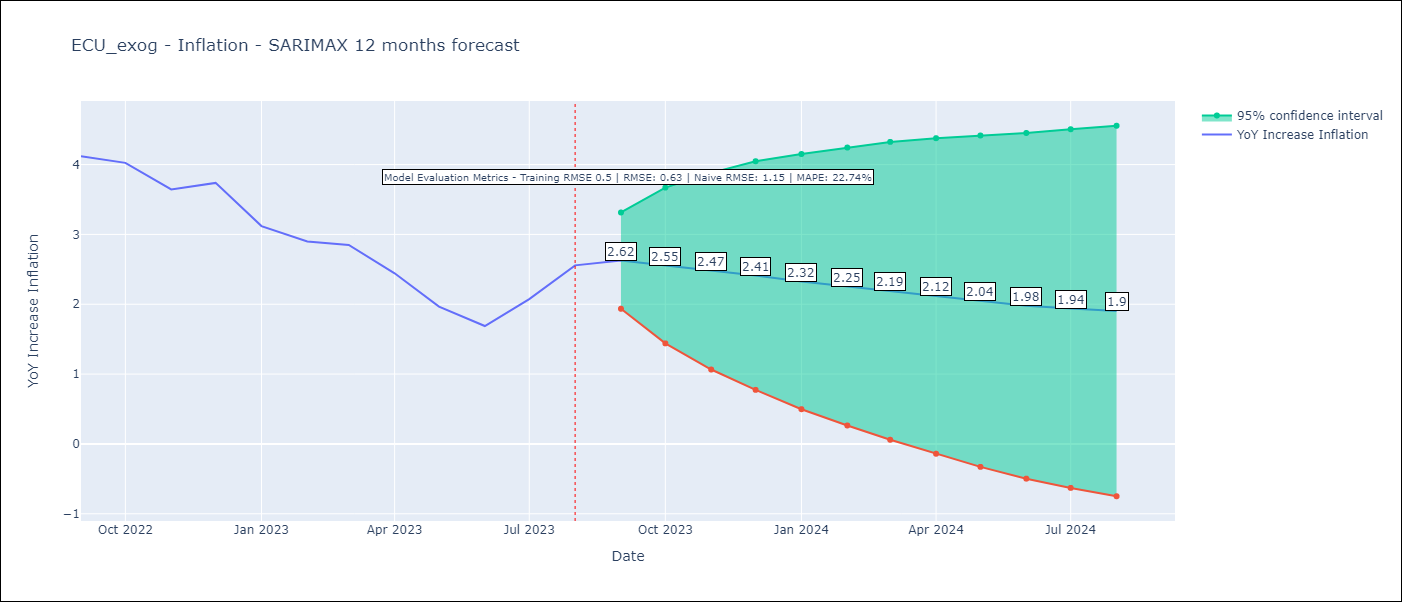 ECU_exog - Inflation - SARIMAX 12 months forecast
95% confidence interval
YoY Increase Inflation
Model Evaluation Metrics - Training RMSE 0.5 | RMSE: 0.63 | Naive RMSE: 1.15 | MAPE: 22.74%
YoY Increase Inflation
4
3
2
1
0
−1
2.62
2.55
2.47
2.41
2.32
2.25
2.19
2.12
2.04
1.98
1.94
1.9
Oct 2022
Jan 2023
Apr 2023
Jul 2023
Oct 2023
Jan 2024
Apr 2024
Jul 2024
Date